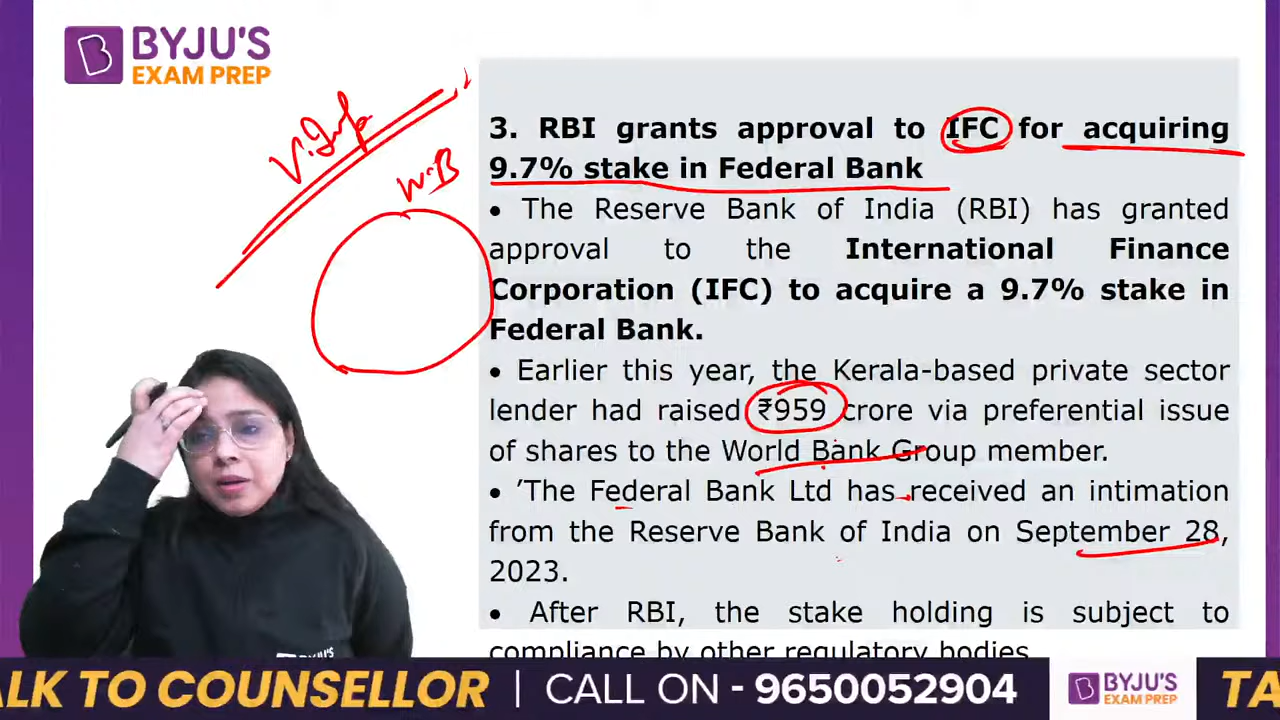 BYJU'S
EXAM PREP
V. Imp
W.B
3. RBI grants approval to IFC for acquiring
9.7% stake in Federal Bank
• The Reserve Bank of India (RBI) has granted
approval to the International Finance
Corporation (IFC) to acquire a 9.7% stake in
Federal Bank.
• Earlier this year, the Kerala-based private sector
lender had raised ₹959 crore via preferential issue
of shares to the World Bank Group member.
• ’The Federal Bank Ltd has received an intimation
from the Reserve Bank of India on September 28,
2023.
• After RBI, the stake holding is subject to
compliance by other regulatory bodies.
BYJU'S
ALK TO COUNSELLOR | CALL ON - 9650052904
BYJU'S
EXAM PREP
TA